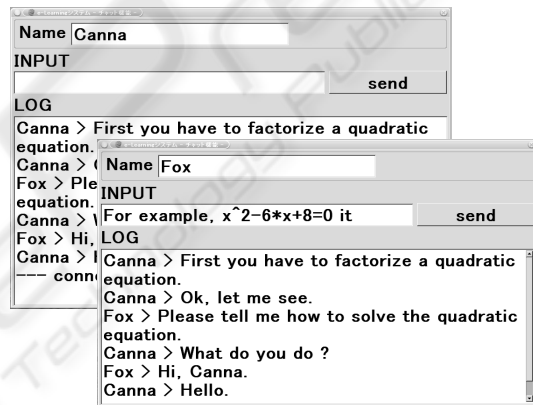 Name Canna
INPUT
send
LOG
Canna > First you have to factorize a quadratic
equation.
Canna >
Fox >
equation.
Canna >
Fox > Hi,
Canna >
---
Name Fox
INPUT
For example, x^2-6*x+8=0 it
send
LOG
Canna > First you have to factorize a quadratic
equation.
Canna > Ok, let me see.
Fox > Please tell me how to solve the quadratic
equation.
Canna > What do you do ?
Fox > Hi, Canna.
Canna > Hello.